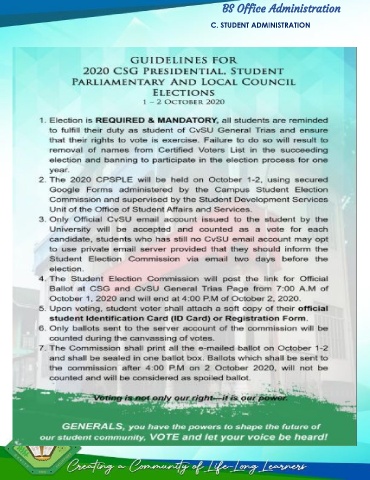 BS Office Administration
C. STUDENT ADMINISTRATION
GUIDELINES FOR
2020 CSG PRESIDENTIAL, STUDENT
PARLIAMENTARY AND LOCAL COUNCIL
ELECTIONS
1 – 2 OCTOBER 2020
1. Election is REQUIRED & MANDATORY, all students are reminded
to fulfill their duty as student of CvSU General Trias and ensure
that their rights to vote is exercise. Failure to do so will result to
removal of names from Certified Voters List in the succeeding
election and banning to participate in the election process for one
year.
2. The 2020 CPSPLE will be held on October 1-2, using secured
Google Forms administered by the Campus Student Election
Commission and supervised by the Student Development Services
Unit of the Office of Student Affairs and Services.
3. Only Official CvSU email account issued to the student by the
University will be accepted and counted as a vote for each
candidate, students who has still no CvSU email account may opt
to use private email server provided that they should inform the
Student Election Commission via email two days before the
election.
4. The Student Election Commission will post the link for Official
Ballot at CSG and CvSU General Trias Page from 7:00 A.M of
October 1, 2020 and will end at 4:00 P.M of October 2, 2020.
5. Upon voting, student voter shall attach a soft copy of their official
student Identification Card (ID Card) or Registration Form.
6. Only ballots sent to the server account of the commission will be
counted during the canvasing of votes.
7. The Commission shall print all the e-mailed ballot on October 1-2
and shall be sealed in one ballot box. Ballots which shall be sent to
the commission after 4:00 P.M on 2 October 2020, will not be
counted and will be considered as spoiled ballot.
Voting is not only our right—it is our power.
GENERALS, you have the powers to shape the future of
our student community, VOTE and let your voice be heard!
Creating a Community of Life-Long Learners